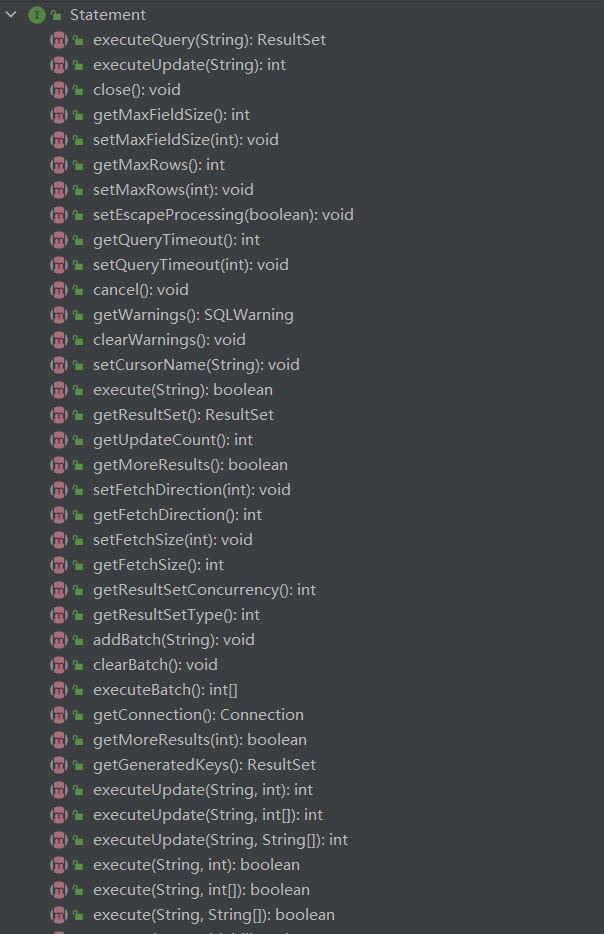 Statement
executeQuery(String): ResultSet
executeUpdate(String): int
close(): void
getMaxFieldSize(): int
setMaxFieldSize(int): void
getMaxRows(): int
setMaxRows(int): void
setEscapeProcessing(boolean): void
getQueryTimeout(): int
setQueryTimeout(int): void
cancel(): void
getWarnings(): SQLWarning
clearWarnings(): void
setCursorName(String): void
execute(String): boolean
getResultSet(): ResultSet
getUpdateCount(): int
getMoreResults(): boolean
setFetchDirection(int): void
getFetchDirection(): int
setFetchSize(int): void
getFetchSize(): int
getResultSetConcurrency(): int
getResultSetType(): int
addBatch(String): void
clearBatch(): void
executeBatch(): int[]
getConnection(): Connection
getMoreResults(int): boolean
getGeneratedKeys(): ResultSet
executeUpdate(String, int): int
executeUpdate(String, int[]): int
executeUpdate(String, String[]): int
execute(String, int): boolean
execute(String, int[]): boolean
execute(String, String[]): boolean